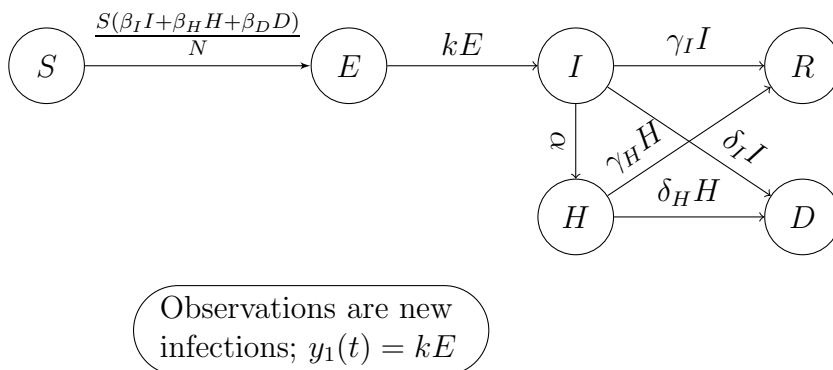 S(β_I I+β_H H+β_D D)
N
kE
γ_I I
S
E
I
R
α
γ_H H
δ_I I
δ_H H
H
D
Observations are new
infections; y_1(t) = kE